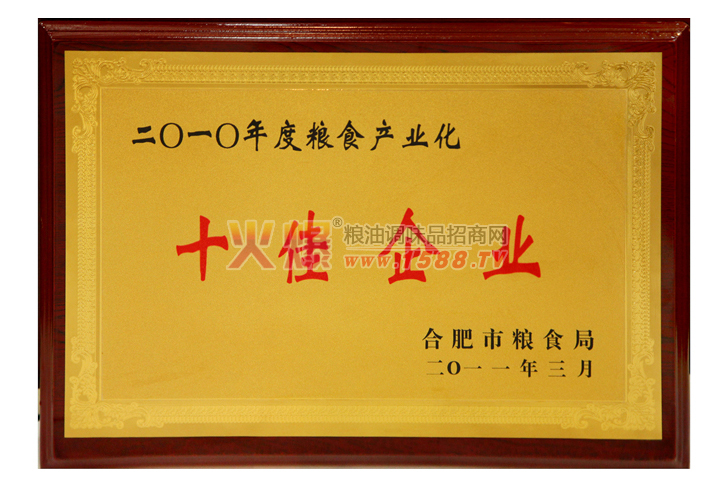 二〇一〇年度粮食产业化
十佳企业
火爆®粮油调味品招商网
www.1588.TV
合肥市粮食局
二〇一一年三月